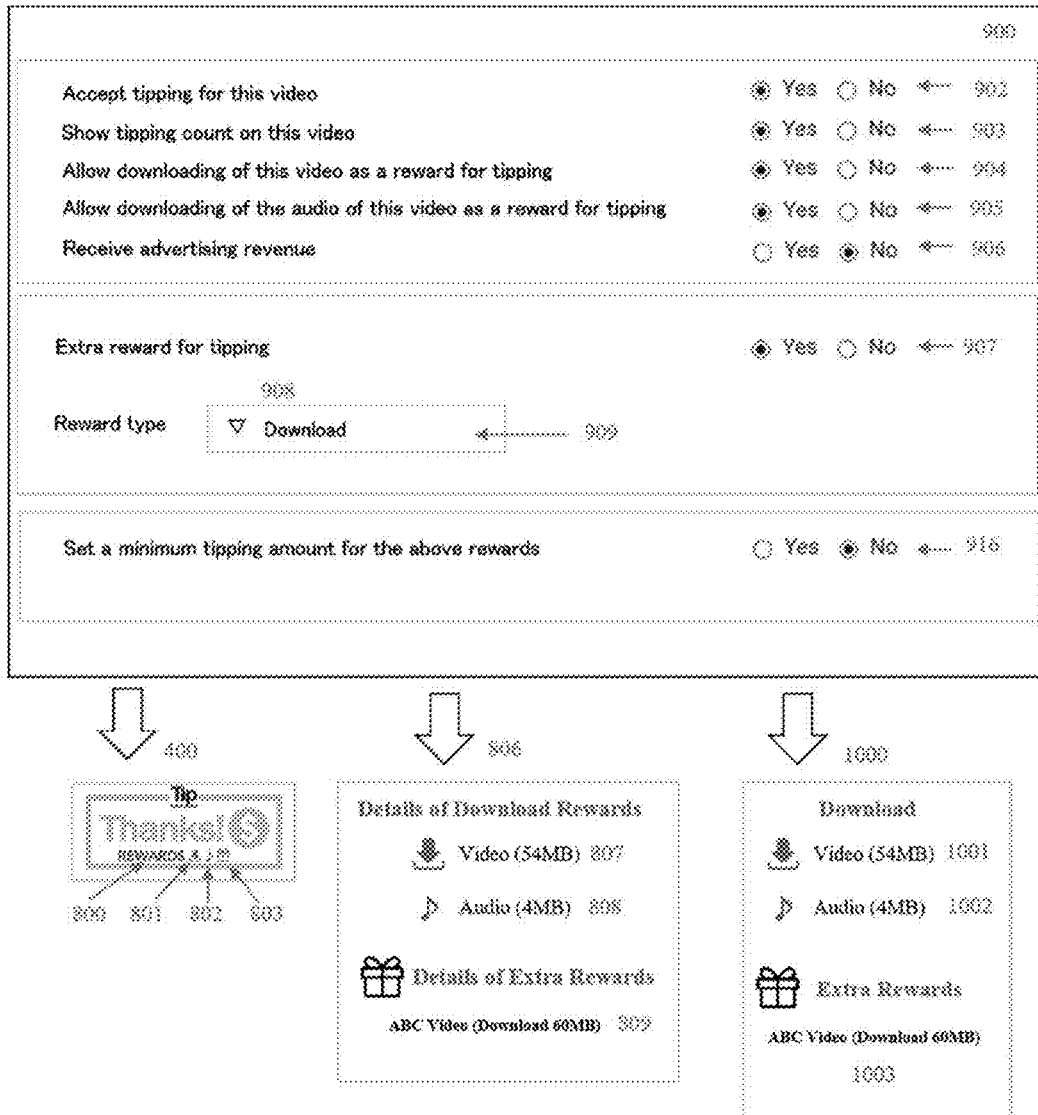 900
Accept tipping for this video Yes No 902
Show tipping count on this video Yes No 903
Allow downloading of this video as a reward for tipping Yes No 904
Allow downloading of the audio of this video as a reward for tipping Yes No 905
Receive advertising revenue Yes No 906
Extra reward for tipping Yes No 907
908
Reward type ▽ Download 909
Set a minimum tipping amount for the above rewards Yes No 916
400
806
1000
Tip
Thanks! $
REWARDS
800 801 802 803
Details of Download Rewards
Video (54MB) 807
Audio (4MB) 808
Details of Extra Rewards
ABC Video (Download 60MB) 809
Download
Video (54MB) 1001
Audio (4MB) 1002
Extra Rewards
ABC Video (Download 60MB)
1003